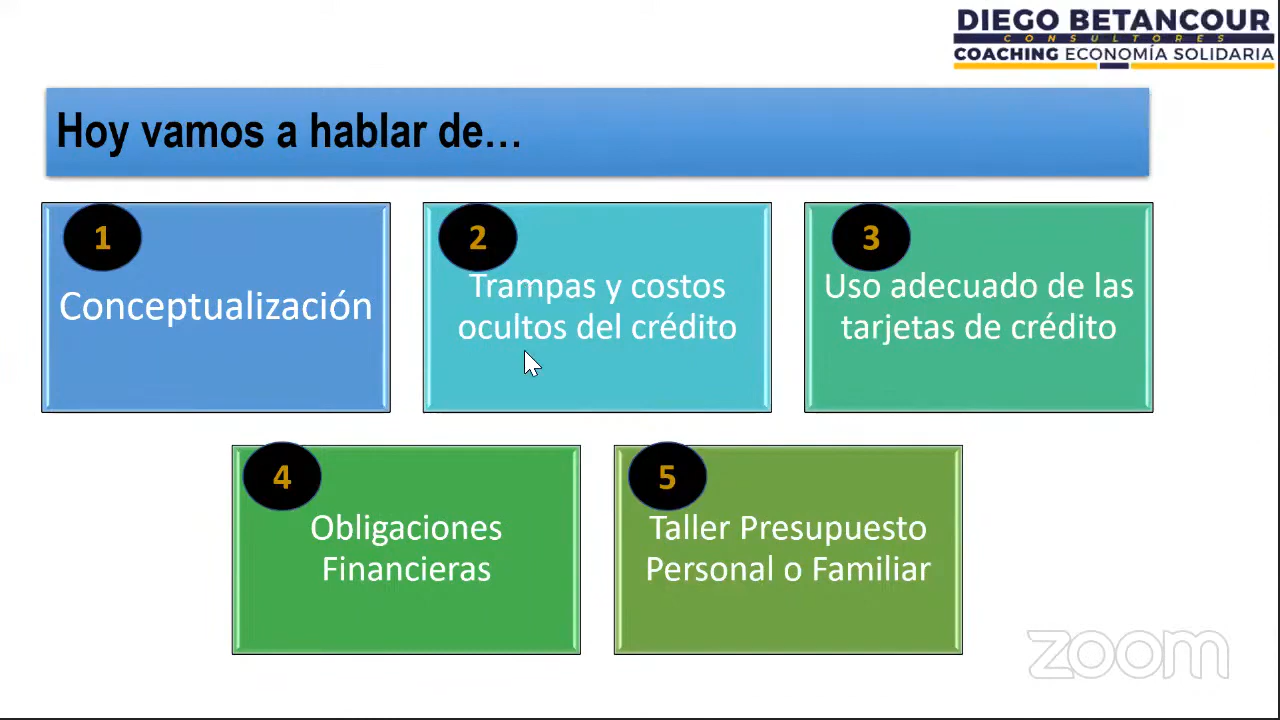 DIEGO BETANCOUR
CONSULTORES
COACHING ECONOMÍA SOLIDARIA
Hoy vamos a hablar de...
1
Conceptualización
2
Trampas y costos
ocultos del crédito
3
Uso adecuado de las
tarjetas de crédito
4
Obligaciones
Financieras
5
Taller Presupuesto
Personal o Familiar
zoom